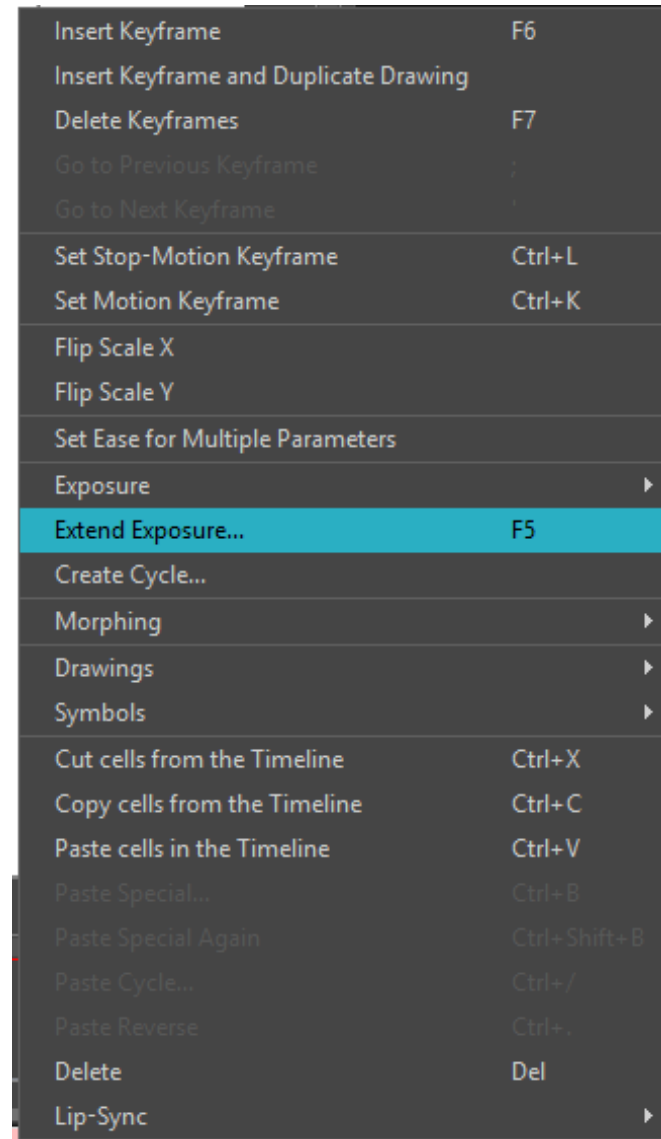 Insert Keyframe F6
Insert Keyframe and Duplicate Drawing
Delete Keyframes F7
Go to Previous Keyframe ;
Go to Next Keyframe '
Set Stop-Motion Keyframe Ctrl+L
Set Motion Keyframe Ctrl+K
Flip Scale X
Flip Scale Y
Set Ease for Multiple Parameters
Exposure
Extend Exposure... F5
Create Cycle...
Morphing
Drawings
Symbols
Cut cells from the Timeline Ctrl+X
Copy cells from the Timeline Ctrl+C
Paste cells in the Timeline Ctrl+V
Paste Special... Ctrl+B
Paste Special Again Ctrl+Shift+B
Paste Cycle... Ctrl+/
Paste Reverse Ctrl+.
Delete Del
Lip-Sync